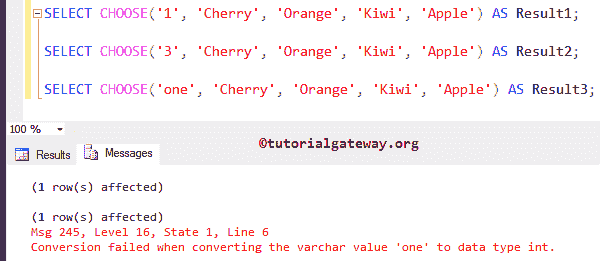 SELECT CHOOSE('1', 'Cherry', 'Orange', 'Kiwi', 'Apple') AS Result1;
SELECT CHOOSE('3', 'Cherry', 'Orange', 'Kiwi', 'Apple') AS Result2;
SELECT CHOOSE('one', 'Cherry', 'Orange', 'Kiwi', 'Apple') AS Result3;
100 %
Results Messages
©tutorialgateway.org
(1 row(s) affected)
(1 row(s) affected)
Msg 245, Level 16, State 1, Line 6
Conversion failed when converting the varchar value 'one' to data type int.